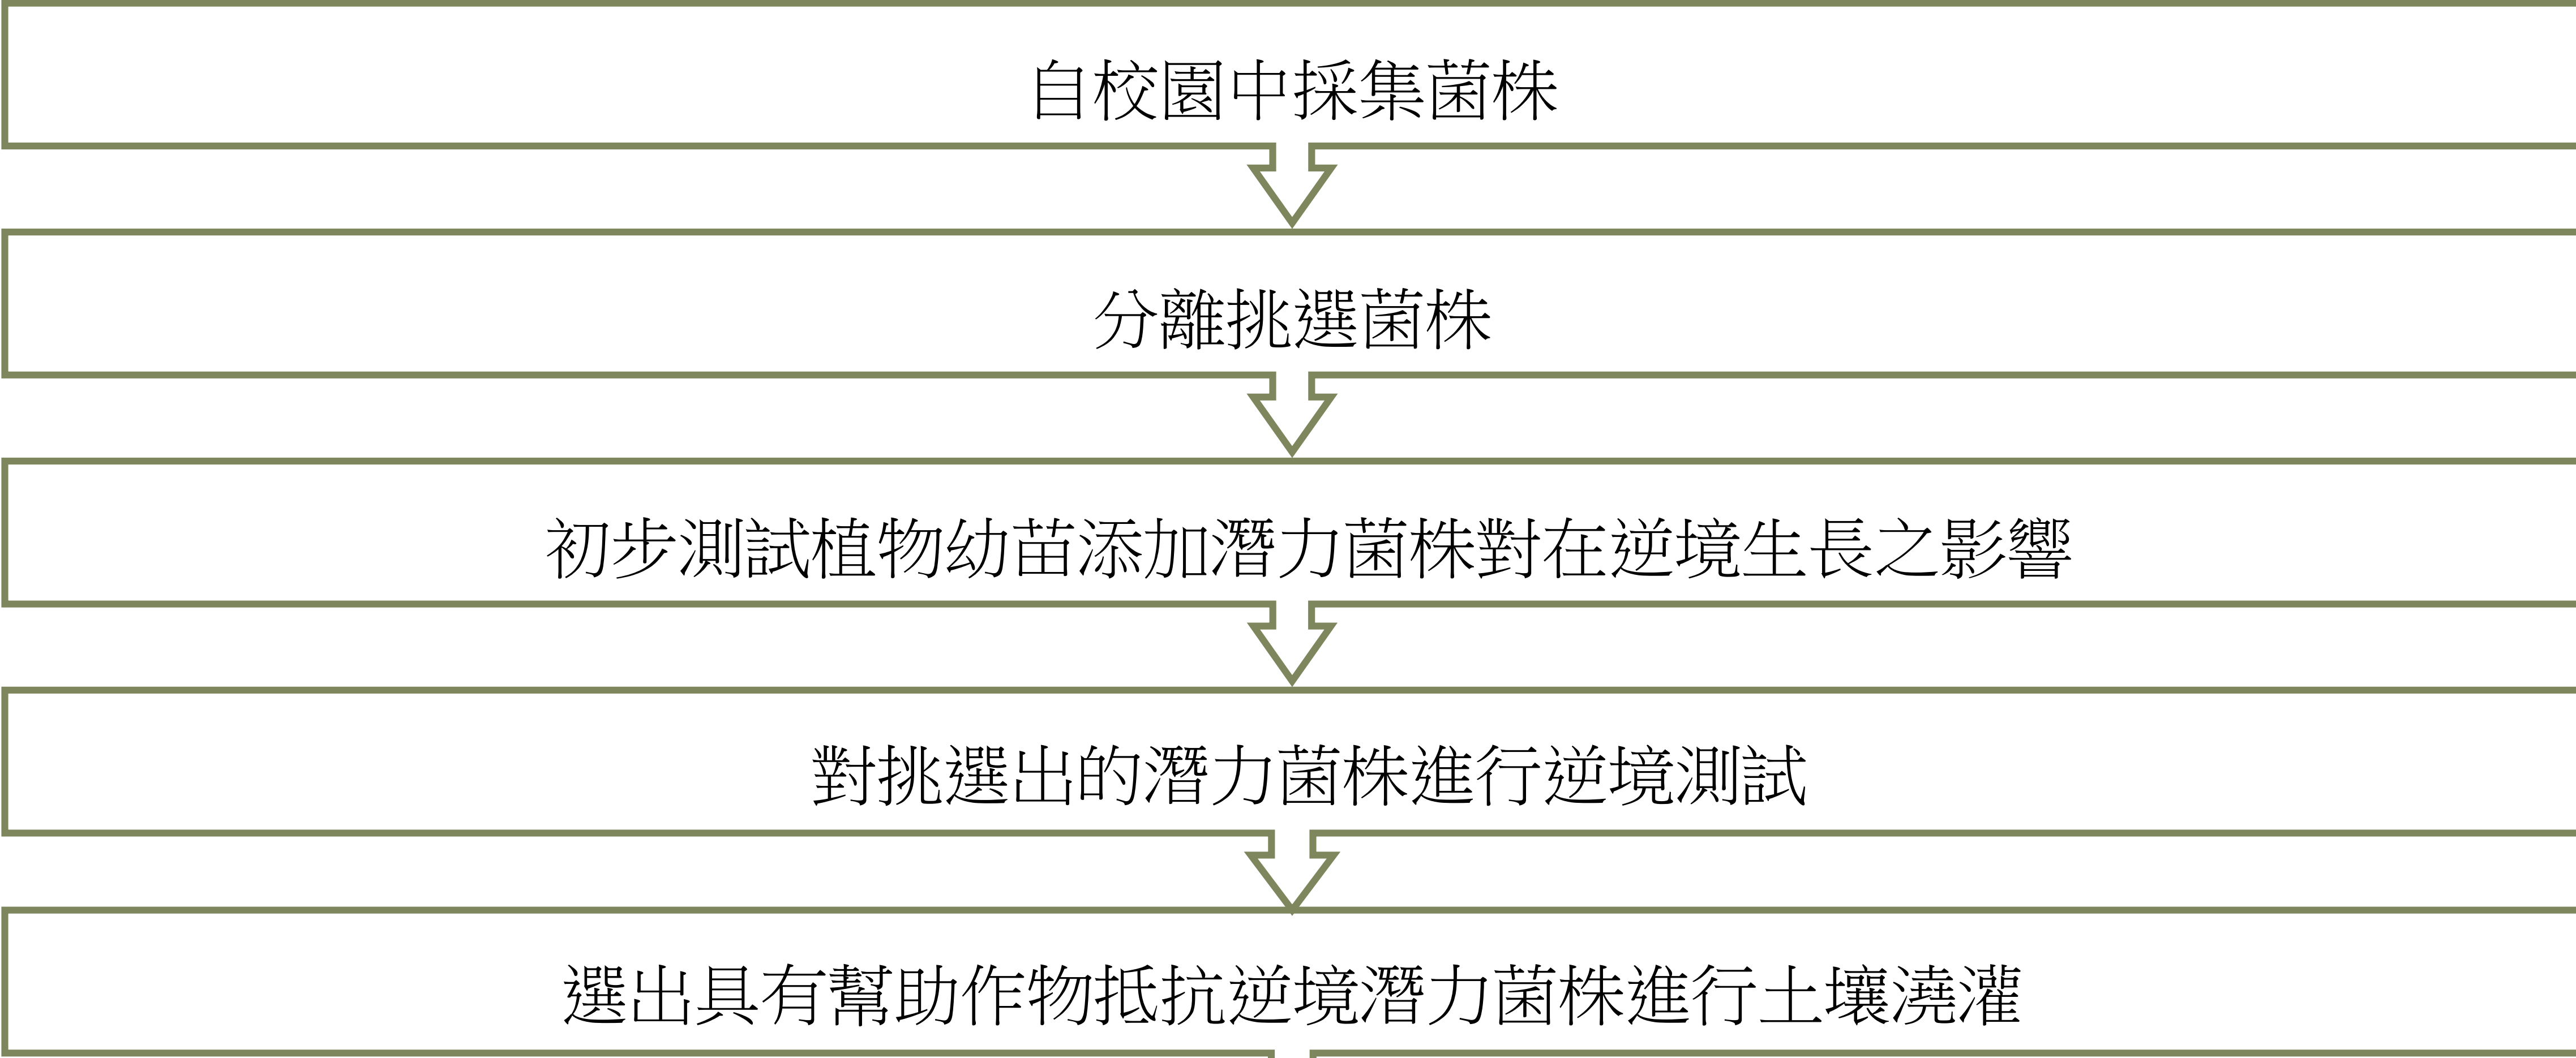 自校園中採集菌株
分離挑選菌株
初步測試植物幼苗添加潛力菌株對在逆境生長之影響
對挑選出的潛力菌株進行逆境測試
選出具有幫助作物抵抗逆境潛力菌株進行土壤澆灌